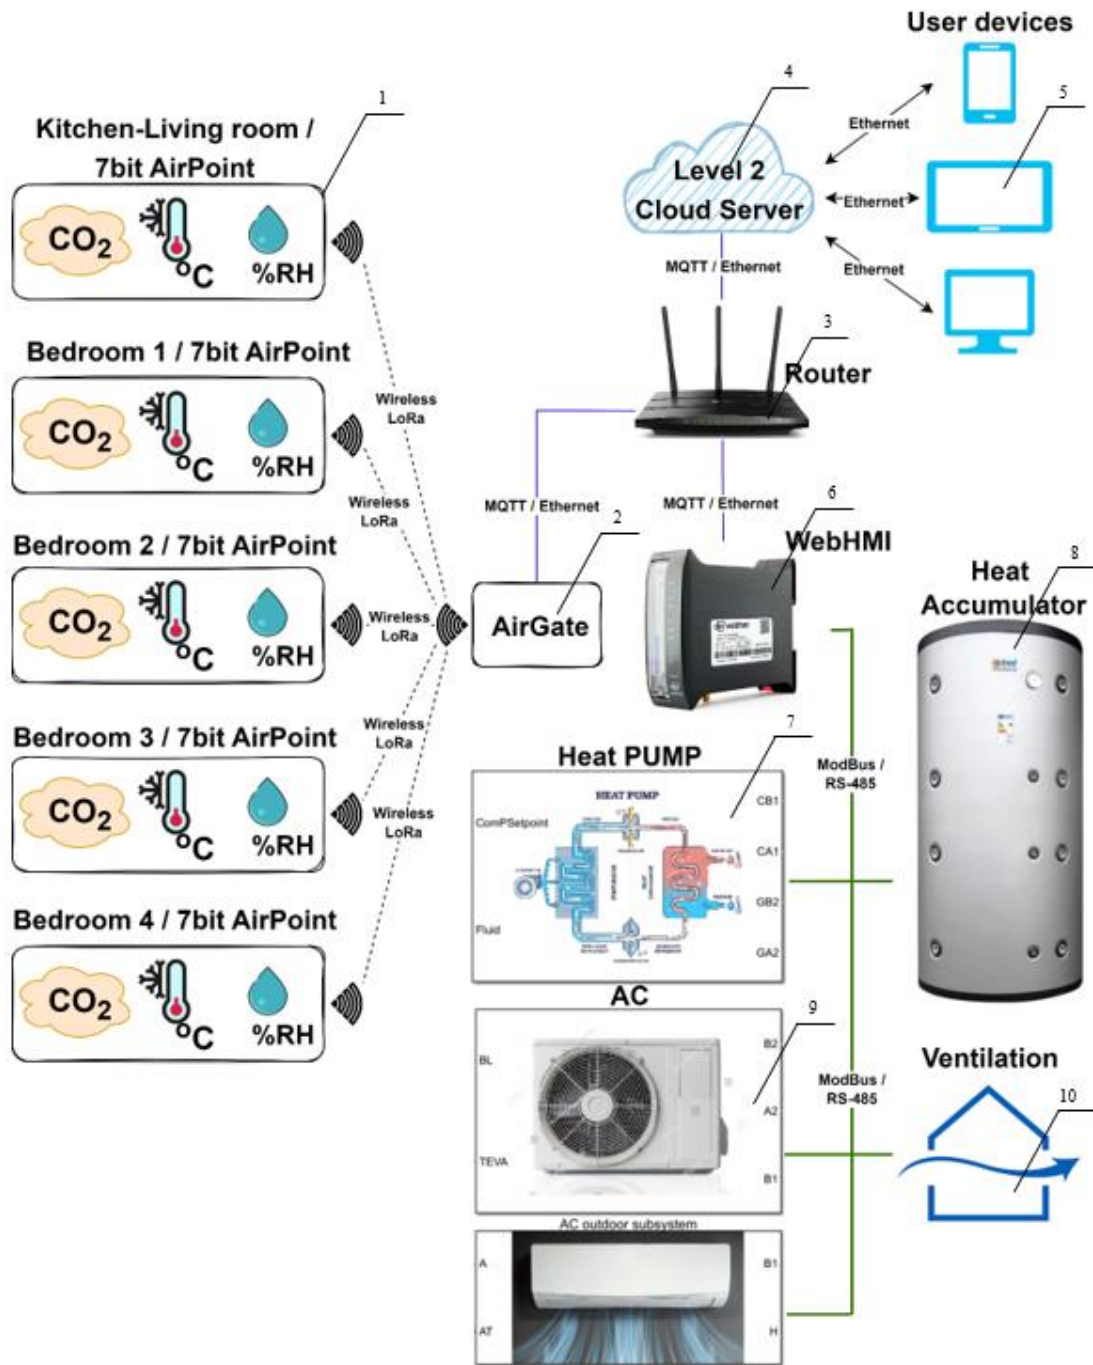 User devices
4
5
1
Kitchen-Living room /
7bit AirPoint
CO2
°C
%RH
Level 2
Cloud Server
Ethernet
Ethernet
Ethernet
MQTT / Ethernet
3
Router
Bedroom 1 / 7bit AirPoint
CO2
°C
%RH
Wireless
LoRa
Wireless
LoRa
MQTT / Ethernet
MQTT / Ethernet
6
WebHMI
2
AirGate
Bedroom 2 / 7bit AirPoint
CO2
°C
%RH
Wireless
LoRa
8
Heat
Accumulator
Bedroom 3 / 7bit AirPoint
CO2
°C
%RH
Wireless
LoRa
Wireless
LoRa
7
Heat PUMP
HEAT PUMP
ComPSetpoint
Fluid
CB1
CA1
GB2
GA2
ModBus /
RS-485
Bedroom 4 / 7bit AirPoint
CO2
°C
%RH
AC
9
BL
TEVA
B2
A2
B1
ModBus /
RS-485
Ventilation
10
AC outdoor subsystem
A
AT
B1
H